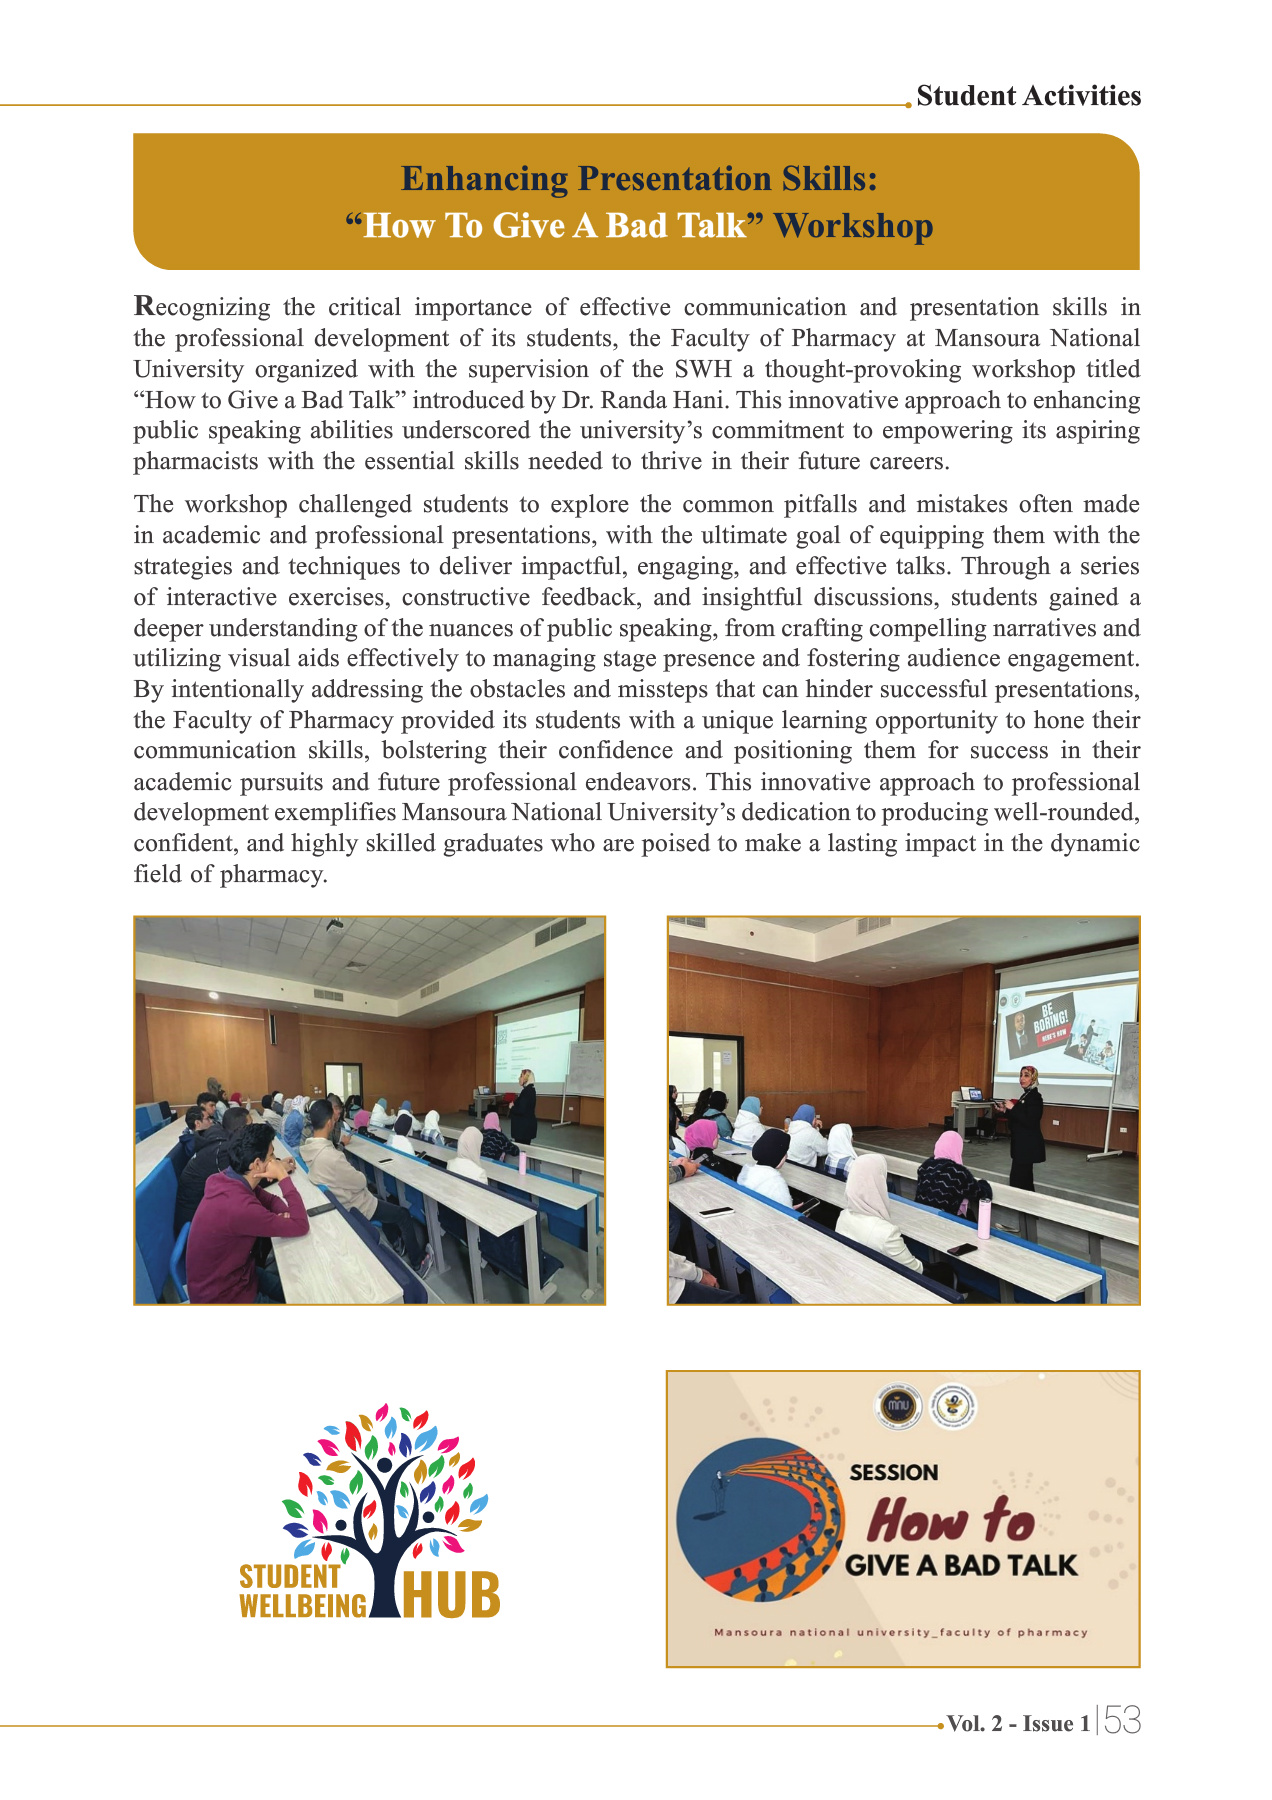 Student Activities
Enhancing Presentation Skills:
“How To Give A Bad Talk” Workshop
Recognizing the critical importance of effective communication and presentation skills in
the professional development of its students, the Faculty of Pharmacy at Mansoura National
University organized with the supervision of the SWH a thought-provoking workshop titled
“How to Give a Bad Talk” introduced by Dr. Randa Hani. This innovative approach to enhancing
public speaking abilities underscored the university’s commitment to empowering its aspiring
pharmacists with the essential skills needed to thrive in their future careers.
The workshop challenged students to explore the common pitfalls and mistakes often made
in academic and professional presentations, with the ultimate goal of equipping them with the
strategies and techniques to deliver impactful, engaging, and effective talks. Through a series
of interactive exercises, constructive feedback, and insightful discussions, students gained a
deeper understanding of the nuances of public speaking, from crafting compelling narratives and
utilizing visual aids effectively to managing stage presence and fostering audience engagement.
By intentionally addressing the obstacles and missteps that can hinder successful presentations,
the Faculty of Pharmacy provided its students with a unique learning opportunity to hone their
communication skills, bolstering their confidence and positioning them for success in their
academic pursuits and future professional endeavors. This innovative approach to professional
development exemplifies Mansoura National University’s dedication to producing well-rounded,
confident, and highly skilled graduates who are poised to make a lasting impact in the dynamic
field of pharmacy.
BE
BORING!
HERE'S HOW
STUDENT
WELLBEING
HUB
mnu
SESSION
How to
GIVE A BAD TALK
Mansoura national university_faculty of pharmacy
Vol. 2 - Issue 1 |53